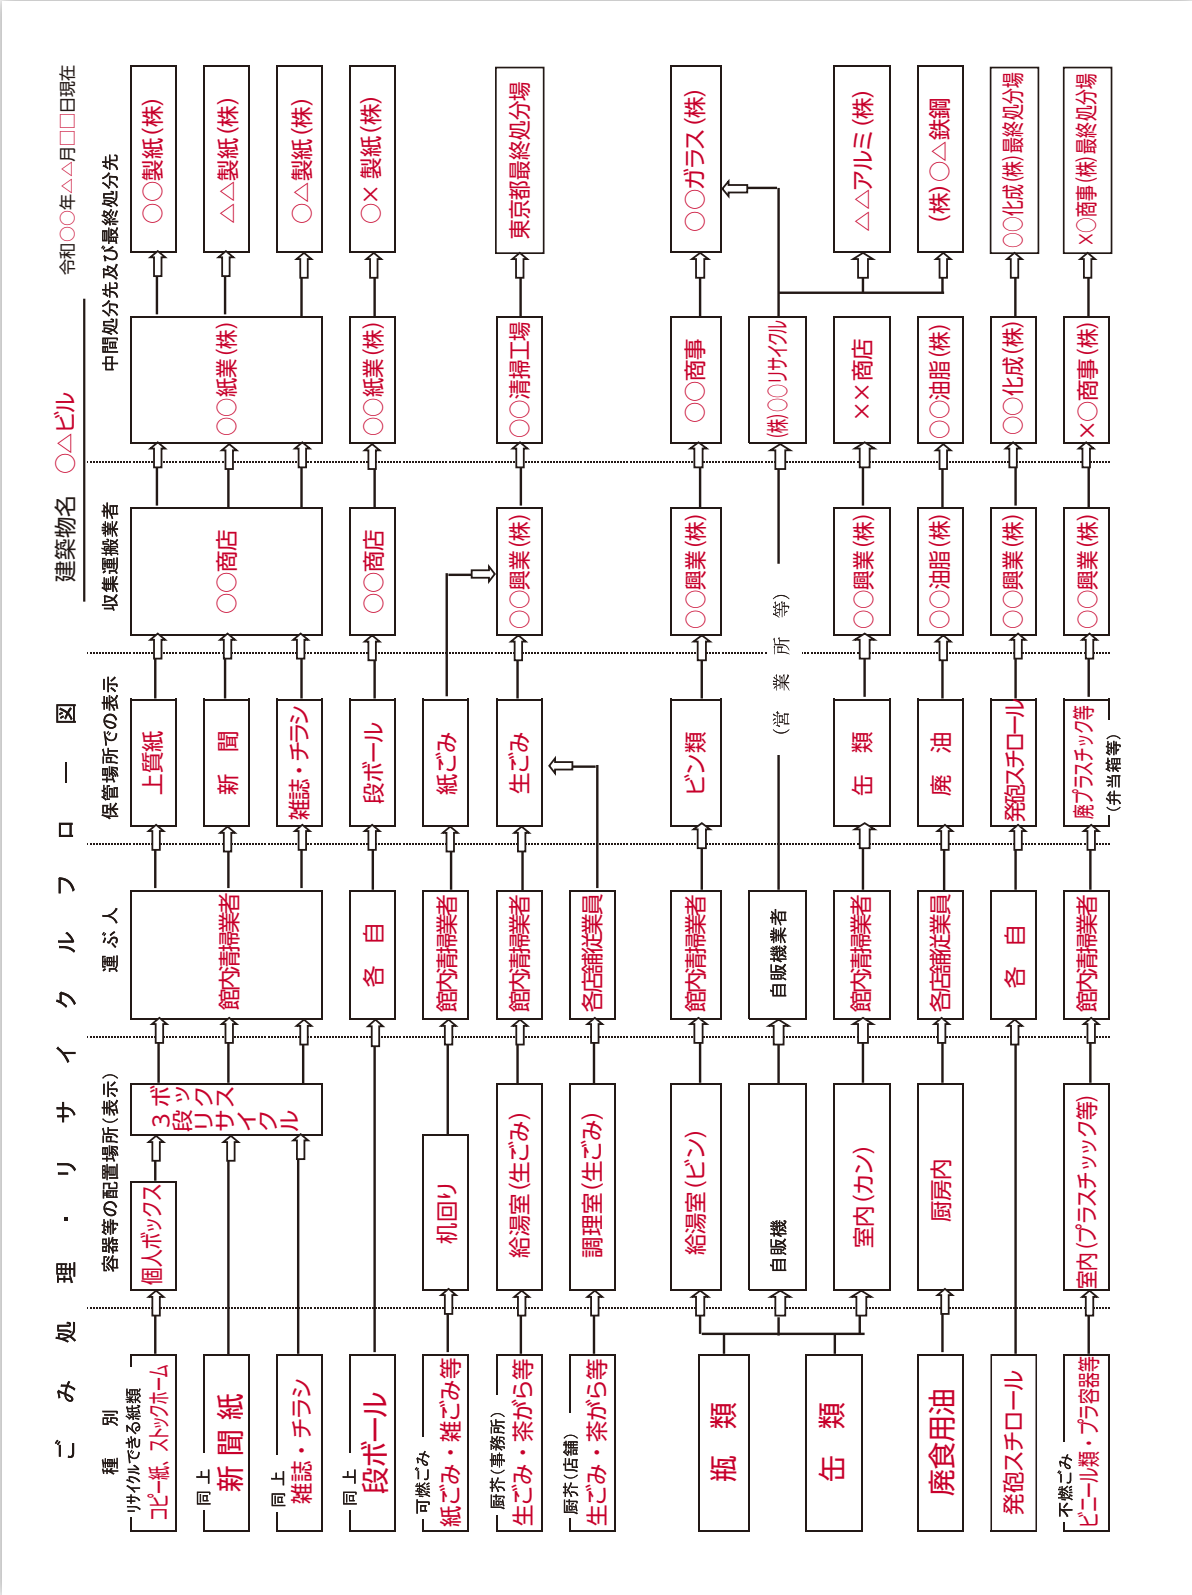 ごみ処理・リサイクルフロー図
建築物名 ○△ビル
令和○○年△△月□□日現在
種別
容器等の配置場所(表示)
運ぶ人
保管場所での表示
収集運搬業者
中間処分先及び最終処分先
リサイクルできる紙類
コピー紙、ストックホーム
個人ボックス
3段リサイクルボックス
館内清掃業者
上質紙
○○商店
○○紙業(株)
○○製紙(株)
同上
新聞紙
新聞
△△製紙(株)
同上
雑誌・チラシ
雑誌・チラシ
○△製紙(株)
同上
段ボール
各自
段ボール
○○商店
○○紙業(株)
○×製紙(株)
可燃ごみ
紙ごみ・雑ごみ等
机回り
館内清掃業者
紙ごみ
厨芥(事務所)
生ごみ・茶がら等
給湯室(生ごみ)
館内清掃業者
生ごみ
○○興業(株)
○○清掃工場
東京都最終処分場
厨芥(店舗)
生ごみ・茶がら等
調理室(生ごみ)
各店舗従業員
瓶類
給湯室(ビン)
館内清掃業者
ビン類
○○興業(株)
○○商事
○○ガラス(株)
自販機
自販機業者
(営業所等)
(株)○○リサイクル
缶類
室内(カン)
館内清掃業者
缶類
○○興業(株)
××商店
△△アルミ(株)
廃食用油
厨房内
各店舗従業員
廃油
○○油脂(株)
○○油脂(株)
(株)○△鉄鋼
発砲スチロール
各自
発砲スチロール
○○興業(株)
○○化成(株)
○○化成(株)最終処分場
不燃ごみ
ビニール類・プラ容器等
室内(プラスチッック等)
館内清掃業者
廃プラスチック等
(弁当箱等)
○○興業(株)
×○商事(株)
×○商事(株)最終処分場